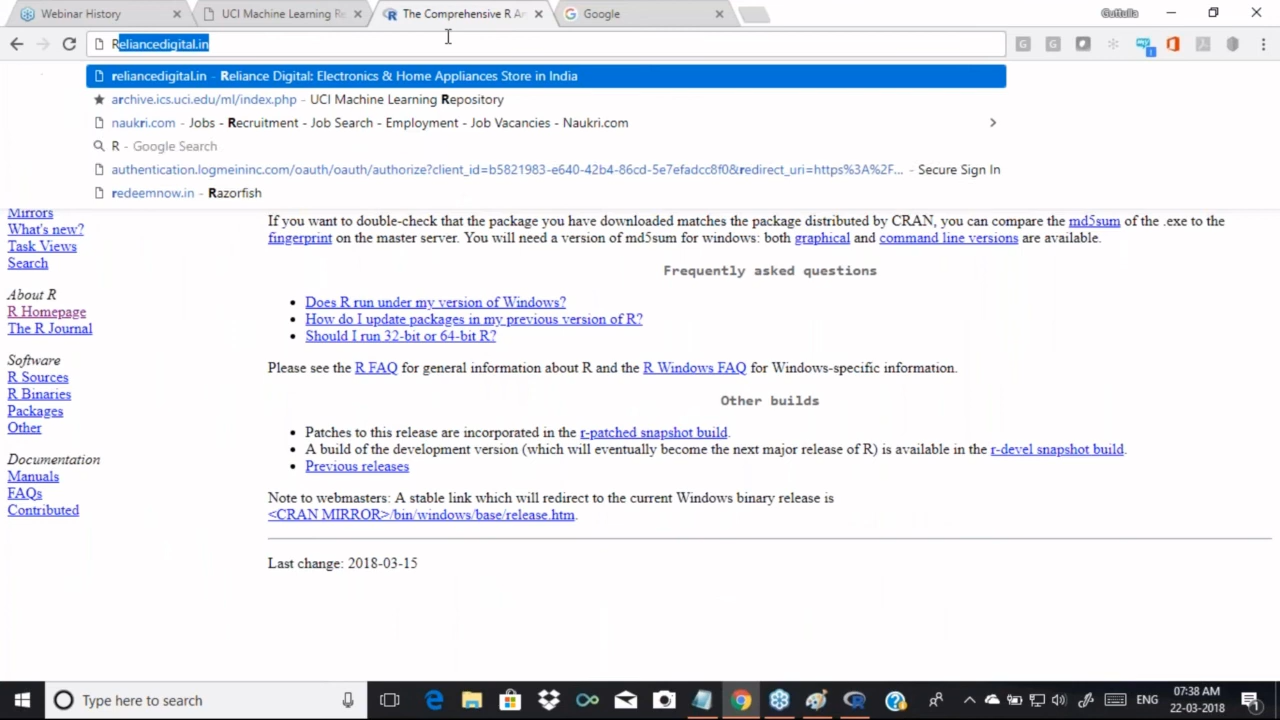 Webinar History
UCI Machine Learning Re
The Comprehensive R Ar
Google
Guttulla
Reliancedigital.in
reliancedigital.in - Reliance Digital: Electronics & Home Appliances Store in India
archive.ics.uci.edu/ml/index.php - UCI Machine Learning Repository
naukri.com - Jobs - Recruitment - Job Search - Employment - Job Vacancies - Naukri.com
R - Google Search
authentication.logmeininc.com/oauth/oauth/authorize?client_id=b5821983-e640-42b4-86cd-5e7efadcc8f0&redirect_uri=https%3A%2F... - Secure Sign In
redeemnow.in - Razorfish
Mirrors
What's new?
Task Views
Search
About R
R Homepage
The R Journal
Software
R Sources
R Binaries
Packages
Other
Documentation
Manuals
FAQs
Contributed
If you want to double-check that the package you have downloaded matches the package distributed by CRAN, you can compare the md5sum of the .exe to the
fingerprint on the master server. You will need a version of md5sum for windows: both graphical and command line versions are available.
Frequently asked questions
Does R run under my version of Windows?
How do I update packages in my previous version of R?
Should I run 32-bit or 64-bit R?
Please see the R FAQ for general information about R and the R Windows FAQ for Windows-specific information.
Other builds
Patches to this release are incorporated in the r-patched snapshot build.
A build of the development version (which will eventually become the next major release of R) is available in the r-devel snapshot build.
Previous releases
Note to webmasters: A stable link which will redirect to the current Windows binary release is
<CRAN MIRROR>/bin/windows/base/release.htm.
Last change: 2018-03-15
Type here to search
ENG
07:38 AM
22-03-2018
1